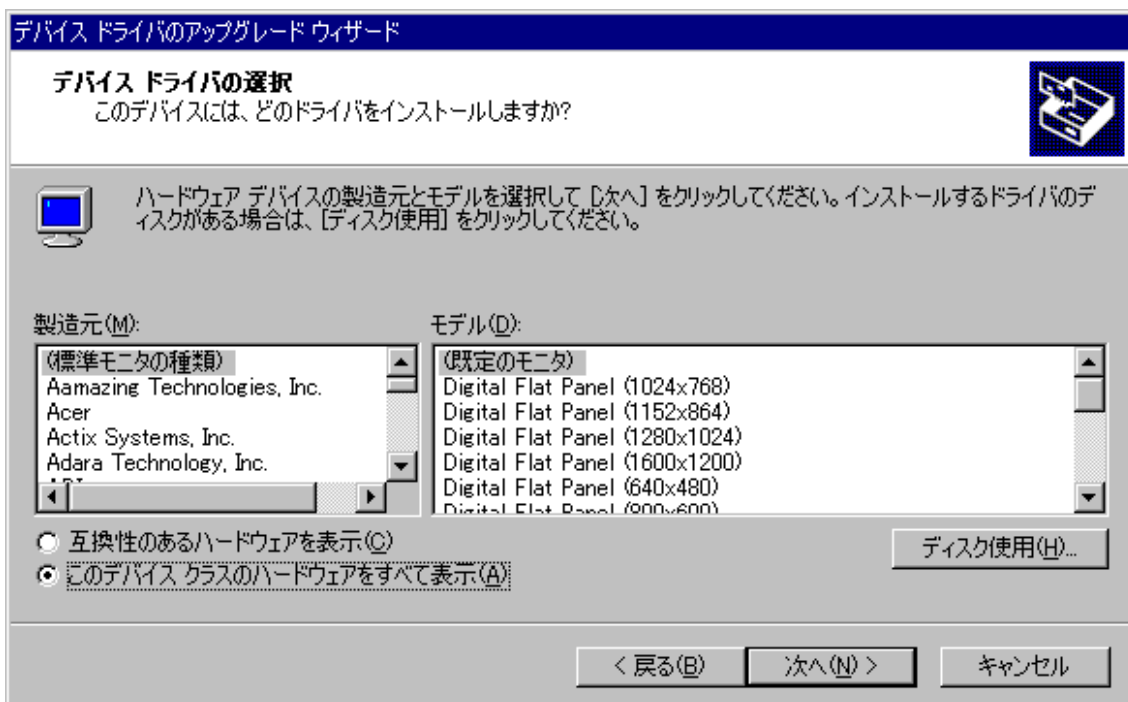 デバイス ドライバのアップグレード ウィザード
デバイス ドライバの選択
このデバイスには、どのドライバをインストールしますか?
ハードウェア デバイスの製造元とモデルを選択して [次へ] をクリックしてください。インストールするドライバのデ
ィスクがある場合は、[ディスク使用] をクリックしてください。
製造元(M):
(標準モニタの種類)
Aamazing Technologies, Inc.
Acer
Actix Systems, Inc.
Adara Technology, Inc.
モデル(D):
(既定のモニタ)
Digital Flat Panel (1024x768)
Digital Flat Panel (1152x864)
Digital Flat Panel (1280x1024)
Digital Flat Panel (1600x1200)
Digital Flat Panel (640x480)
Digital Flat Panel (800x600)
互換性のあるハードウェアを表示(C)
このデバイス クラスのハードウェアをすべて表示(A)
ディスク使用(H)...
< 戻る(B)
次へ(N) >
キャンセル